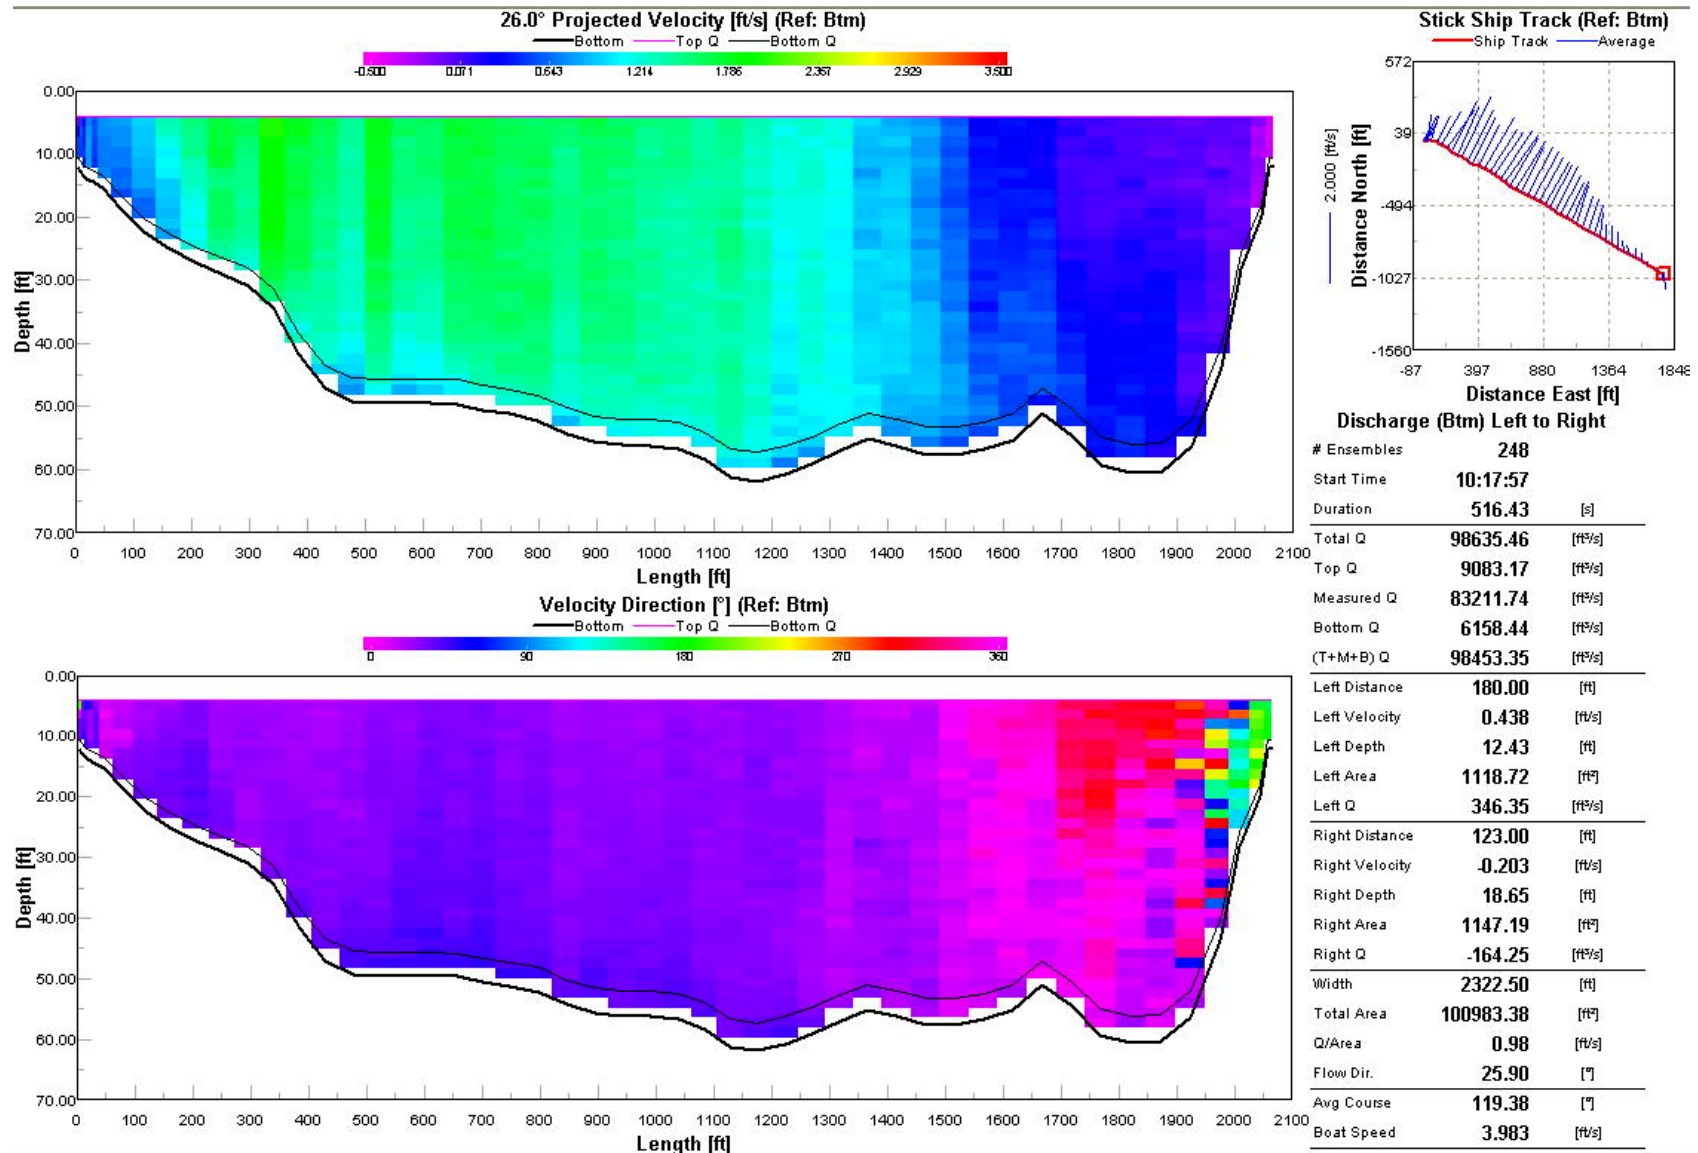 26.0° Projected Velocity [ft/s] (Ref: Btm)
Bottom Top Q Bottom Q
-0.500 0.071 0.643 1.214 1.786 2.357 2.929 3.500
0.00
10.00
20.00
30.00
40.00
50.00
60.00
70.00
Depth [ft]
0 100 200 300 400 500 600 700 800 900 1000 1100 1200 1300 1400 1500 1600 1700 1800 1900 2000 2100
Length [ft]
Velocity Direction [°] (Ref: Btm)
Bottom Top Q Bottom Q
0 90 180 270 360
0.00
10.00
20.00
30.00
40.00
50.00
60.00
70.00
Depth [ft]
0 100 200 300 400 500 600 700 800 900 1000 1100 1200 1300 1400 1500 1600 1700 1800 1900 2000 2100
Length [ft]
Stick Ship Track (Ref: Btm)
Ship Track Average
2.000 [ft/s]
Distance North [ft]
572
39
-494
-1027
-1560
-87 397 880 1364 1848
Distance East [ft]
Discharge (Btm) Left to Right
# Ensembles 248
Start Time 10:17:57
Duration 516.43 [s]
Total Q 98635.46 [ft³/s]
Top Q 9083.17 [ft³/s]
Measured Q 83211.74 [ft³/s]
Bottom Q 6158.44 [ft³/s]
(T+M+B) Q 98453.35 [ft³/s]
Left Distance 180.00 [ft]
Left Velocity 0.438 [ft/s]
Left Depth 12.43 [ft]
Left Area 1118.72 [ft²]
Left Q 346.35 [ft³/s]
Right Distance 123.00 [ft]
Right Velocity -0.203 [ft/s]
Right Depth 18.65 [ft]
Right Area 1147.19 [ft²]
Right Q -164.25 [ft³/s]
Width 2322.50 [ft]
Total Area 100983.38 [ft²]
Q/Area 0.98 [ft/s]
Flow Dir. 25.90 [°]
Avg Course 119.38 [°]
Boat Speed 3.983 [ft/s]